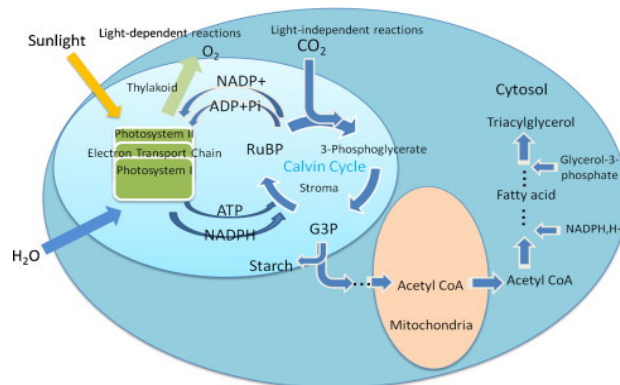 Light-dependent reactions
Light-independent reactions
Sunlight
O2
CO2
NADP+
Thylakoid
ADP+Pi
Cytosol
Triacylglycerol
Photosystem II
Electron Transport Chain
Photosystem I
RuBP
3-Phosphoglycerate
Calvin Cycle
Stroma
Glycerol-3-
phosphate
Fatty acid
ATP
NADPH
G3P
NADPH,H+
H2O
Starch
Acetyl CoA
Acetyl CoA
Mitochondria